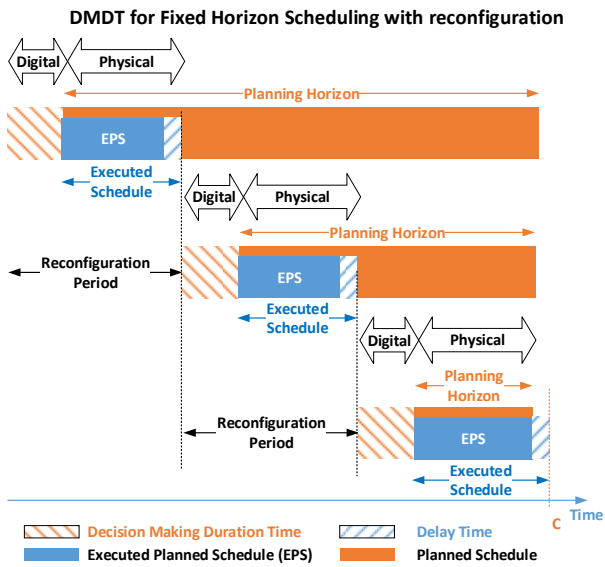 DMDT for Fixed Horizon Scheduling with reconfiguration
Digital
Physical
Planning Horizon
EPS
Executed
Schedule
Digital
Physical
Planning Horizon
Reconfiguration
Period
EPS
Executed
Schedule
Digital
Physical
Planning
Horizon
Reconfiguration
Period
EPS
Executed
Schedule
C
Time
Decision Making Duration Time
Delay Time
Executed Planned Schedule (EPS)
Planned Schedule